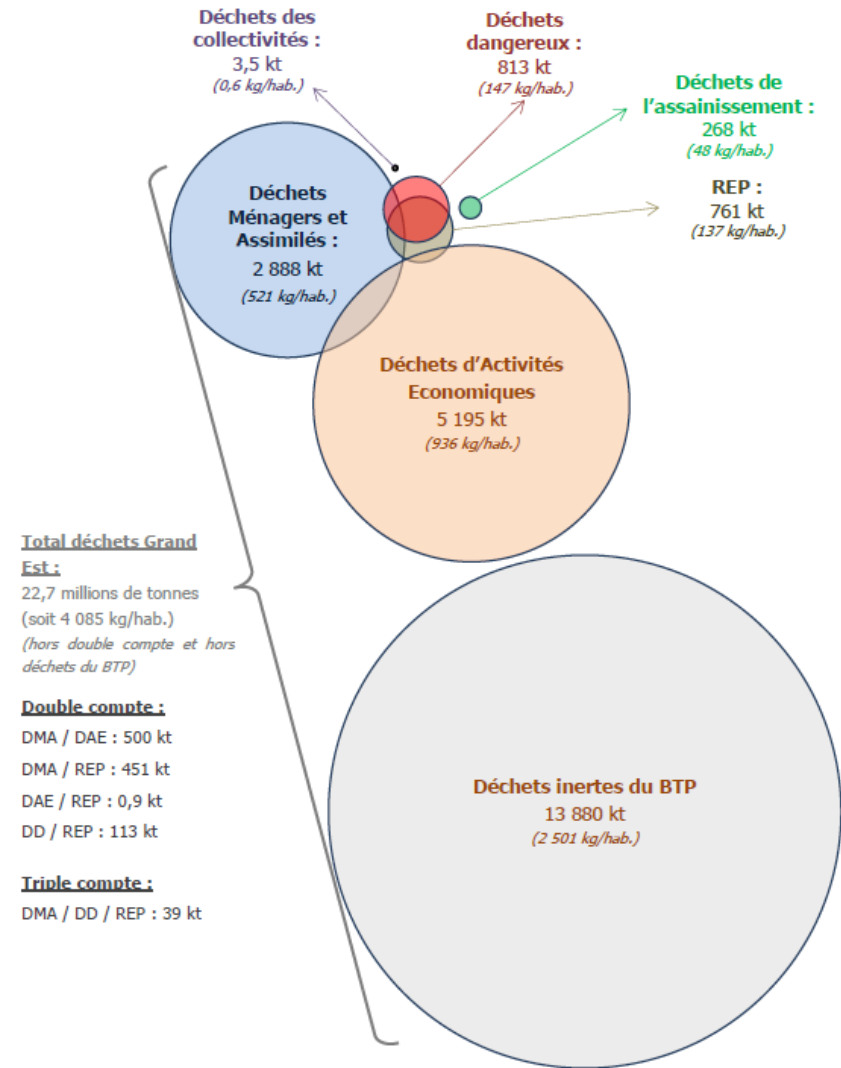 Déchets des
collectivités :
3,5 kt
(0,6 kg/hab.)
Déchets
dangereux :
813 kt
(147 kg/hab.)
Déchets de
l'assainissement :
268 kt
(48 kg/hab.)
REP :
761 kt
(137 kg/hab.)
Déchets
Ménagers et
Assimilés :
2 888 kt
(521 kg/hab.)
Déchets d'Activités
Economiques
5 195 kt
(936 kg/hab.)
Total déchets Grand
Est :
22,7 millions de tonnes
(soit 4 085 kg/hab.)
(hors double compte et hors
déchets du BTP)
Double compte :
DMA / DAE : 500 kt
DMA / REP : 451 kt
DAE / REP : 0,9 kt
DD / REP : 113 kt
Triple compte :
DMA / DD / REP : 39 kt
Déchets inertes du BTP
13 880 kt
(2 501 kg/hab.)